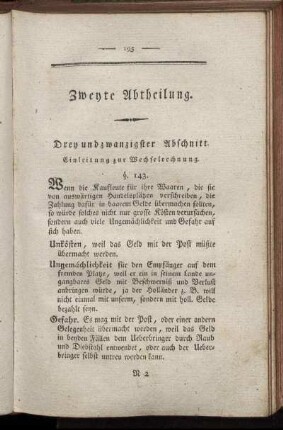 195
Zweyte Abtheilung.
Drey und zwanzigster Abschnitt.
Einleitung zur Wechselrechnung.
§. 143.
Wenn die Kaufleute für ihre Waaren, die sie
von auswärtigen Handelsplätzen verschreiben, die
Zahlung dafür in baarem Gelde übermachen sollten,
so würde solches nicht nur grosse Kösten verursachen,
sondern auch viele Ungemächlichkeit und Gefahr auf
sich haben.
Unkösten, weil das Geld mit der Post müßte
übermacht werden.
Ungemächlichkeit für den Empfänger auf dem
fremden Platze, weil er ein in seinem Lande un-
gangbares Geld mit Beschwerniß und Verlust
anbringen würde, ja der Holländer z. B. will
nicht einmal mit unserm, sondern mit holl. Gelde
bezahlt seyn.
Gefahr. Es mag mit der Post, oder einer andern
Gelegenheit übermacht werden, weil das Geld
in beyden Fällen dem Ueberbringer durch Raub
und Diebstahl entwendet, oder auch der Ueber-
bringer selbst untreu werden kann.
N 2